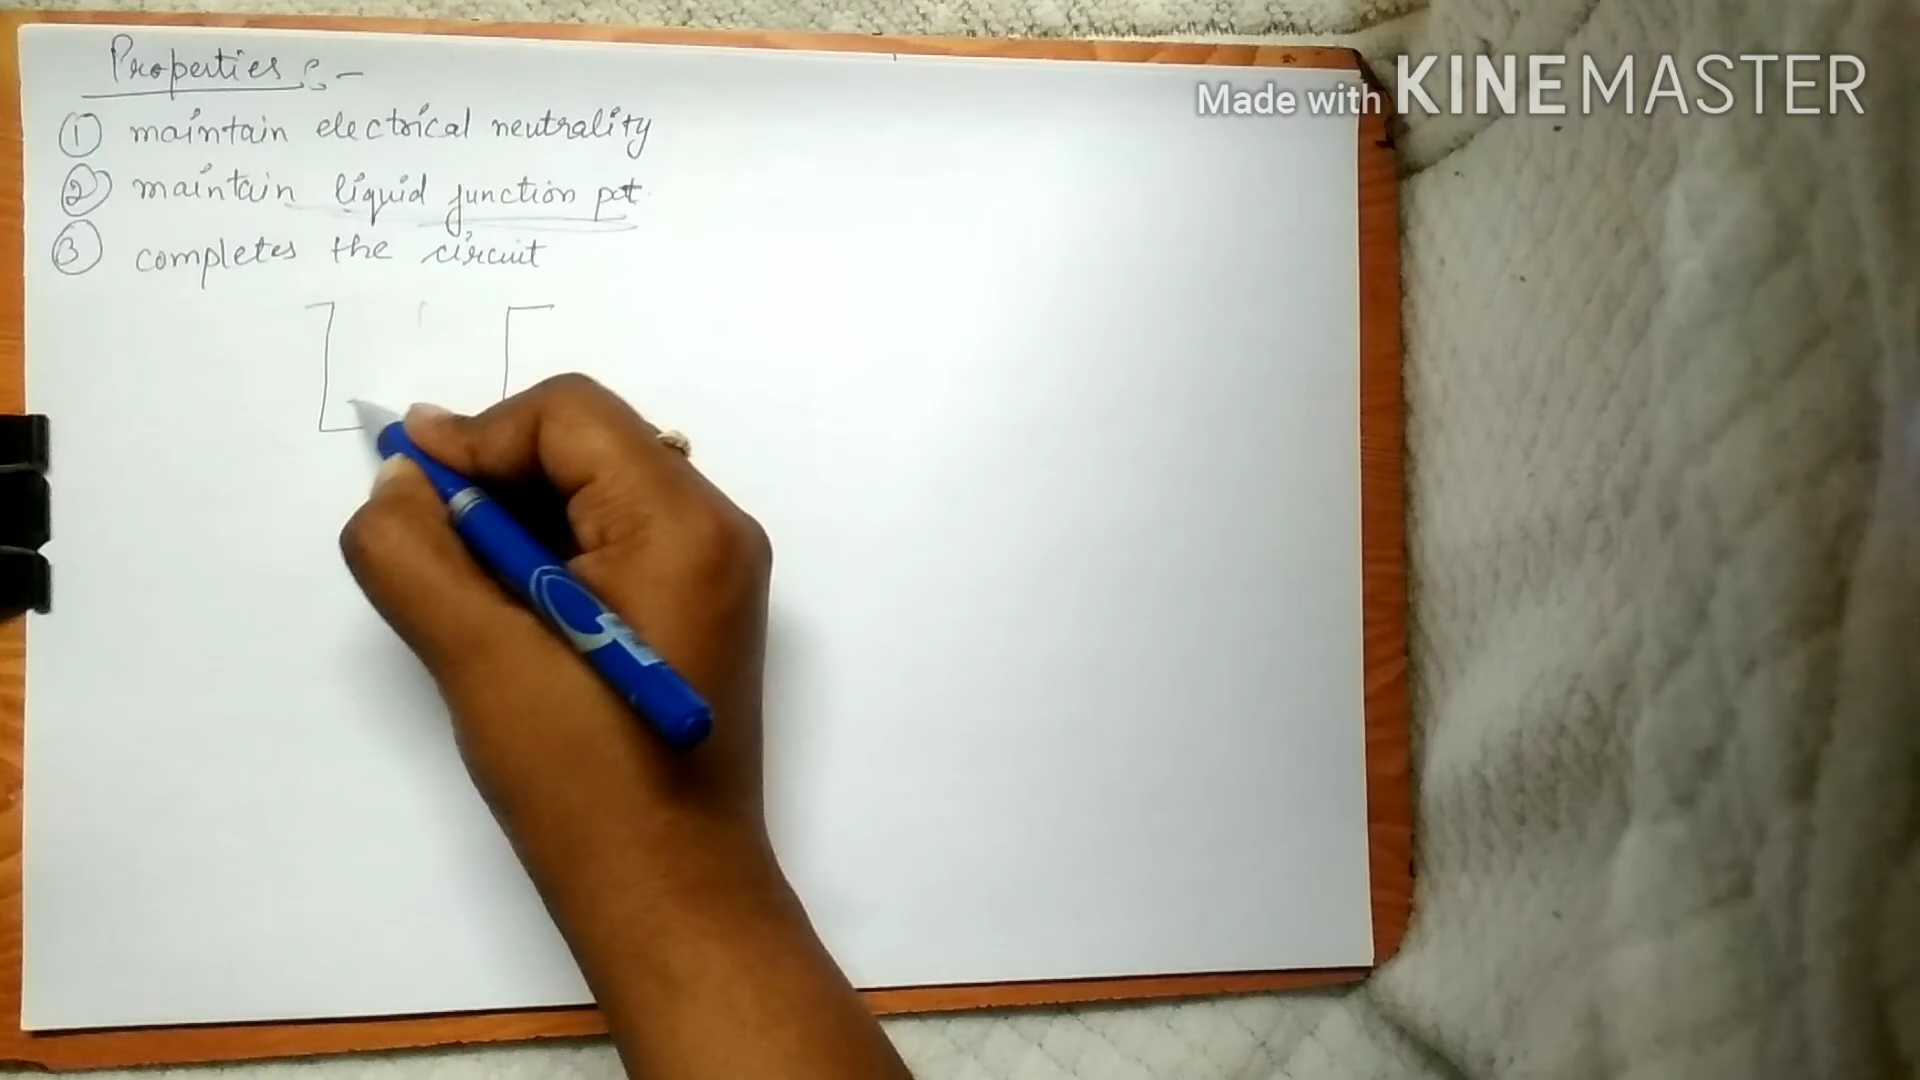 Properties :-
① maintain electrical neutrality
② maintain liquid junction pot.
③ completes the circuit
Made with KINEMASTER